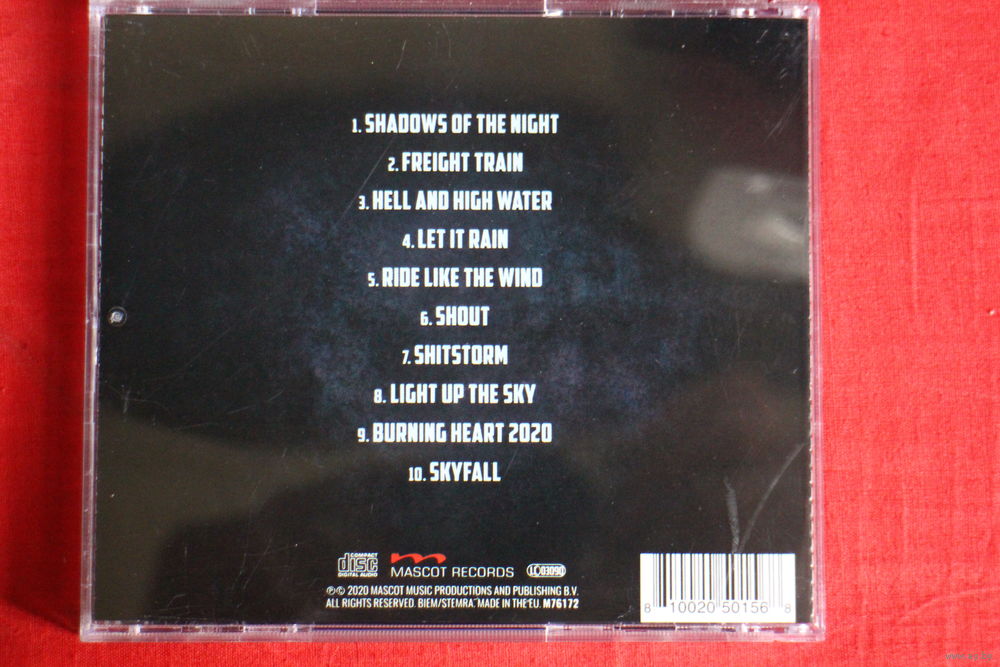 1. SHADOWS OF THE NIGHT
2. FREIGHT TRAIN
3. HELL AND HIGH WATER
4. LET IT RAIN
5. RIDE LIKE THE WIND
6. SHOUT
7. SHITSTORM
8. LIGHT UP THE SKY
9. BURNING HEART 2020
10. SKYFALL
COMPACT
disc
DIGITAL AUDIO
MASCOT RECORDS
LC 03090
℗© 2020 MASCOT MUSIC PRODUCTIONS AND PUBLISHING B.V.
ALL RIGHTS RESERVED. BIEM/STEMRA. MADE IN THE EU. M76172
8 10020 50156 8